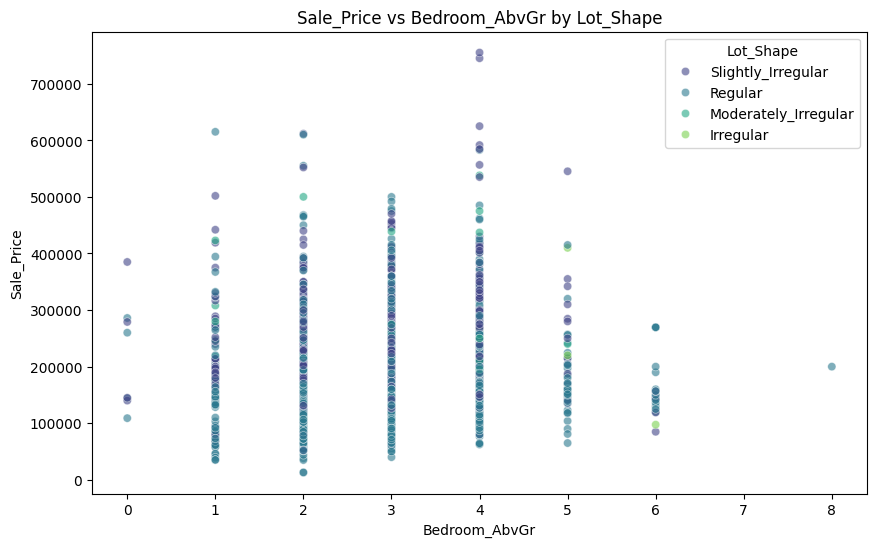 Sale_Price vs Bedroom_AbvGr by Lot_Shape
Lot_Shape
Slightly_Irregular
Regular
Moderately_Irregular
Irregular
700000
600000
500000
400000
300000
200000
100000
0
Sale_Price
0 1 2 3 4 5 6 7 8
Bedroom_AbvGr